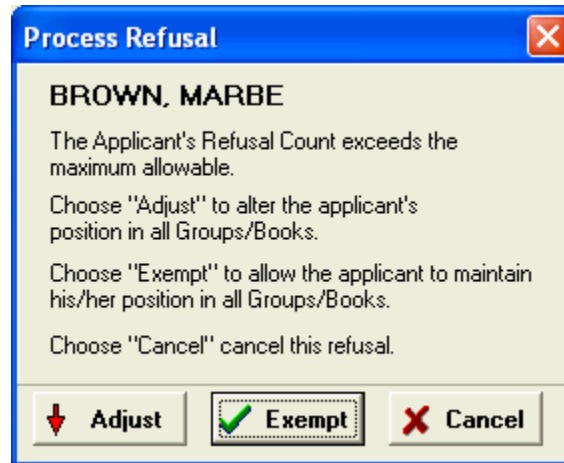 Process Refusal
BROWN, MARBE
The Applicant's Refusal Count exceeds the
maximum allowable.
Choose "Adjust" to alter the applicant's
position in all Groups/Books.
Choose "Exempt" to allow the applicant to maintain
his/her position in all Groups/Books.
Choose "Cancel" cancel this refusal.
Adjust Exempt Cancel